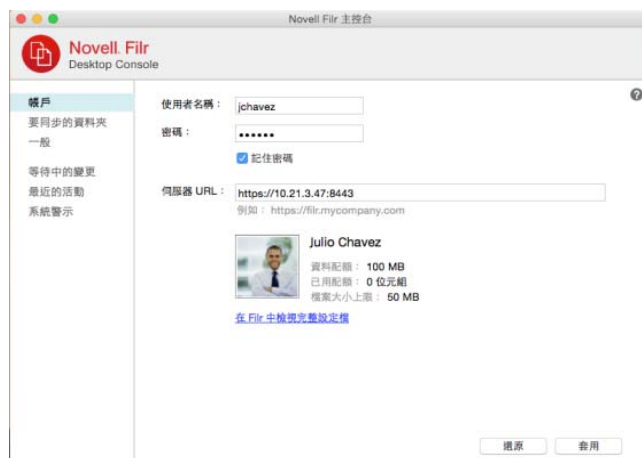 Novell Filr 主控台
Novell. Filr
Desktop Console
帳戶
要同步的資料夾
一般
等待中的變更
最近的活動
系統警示
?
使用者名稱： jchavez
密碼： ••••••
記住密碼
伺服器 URL： https://10.21.3.47:8443
例如： https://filr.mycompany.com
Julio Chavez
資料配額： 100 MB
已用配額： 0 位元組
檔案大小上限： 50 MB
在 Filr 中檢視完整設定檔
還原
套用